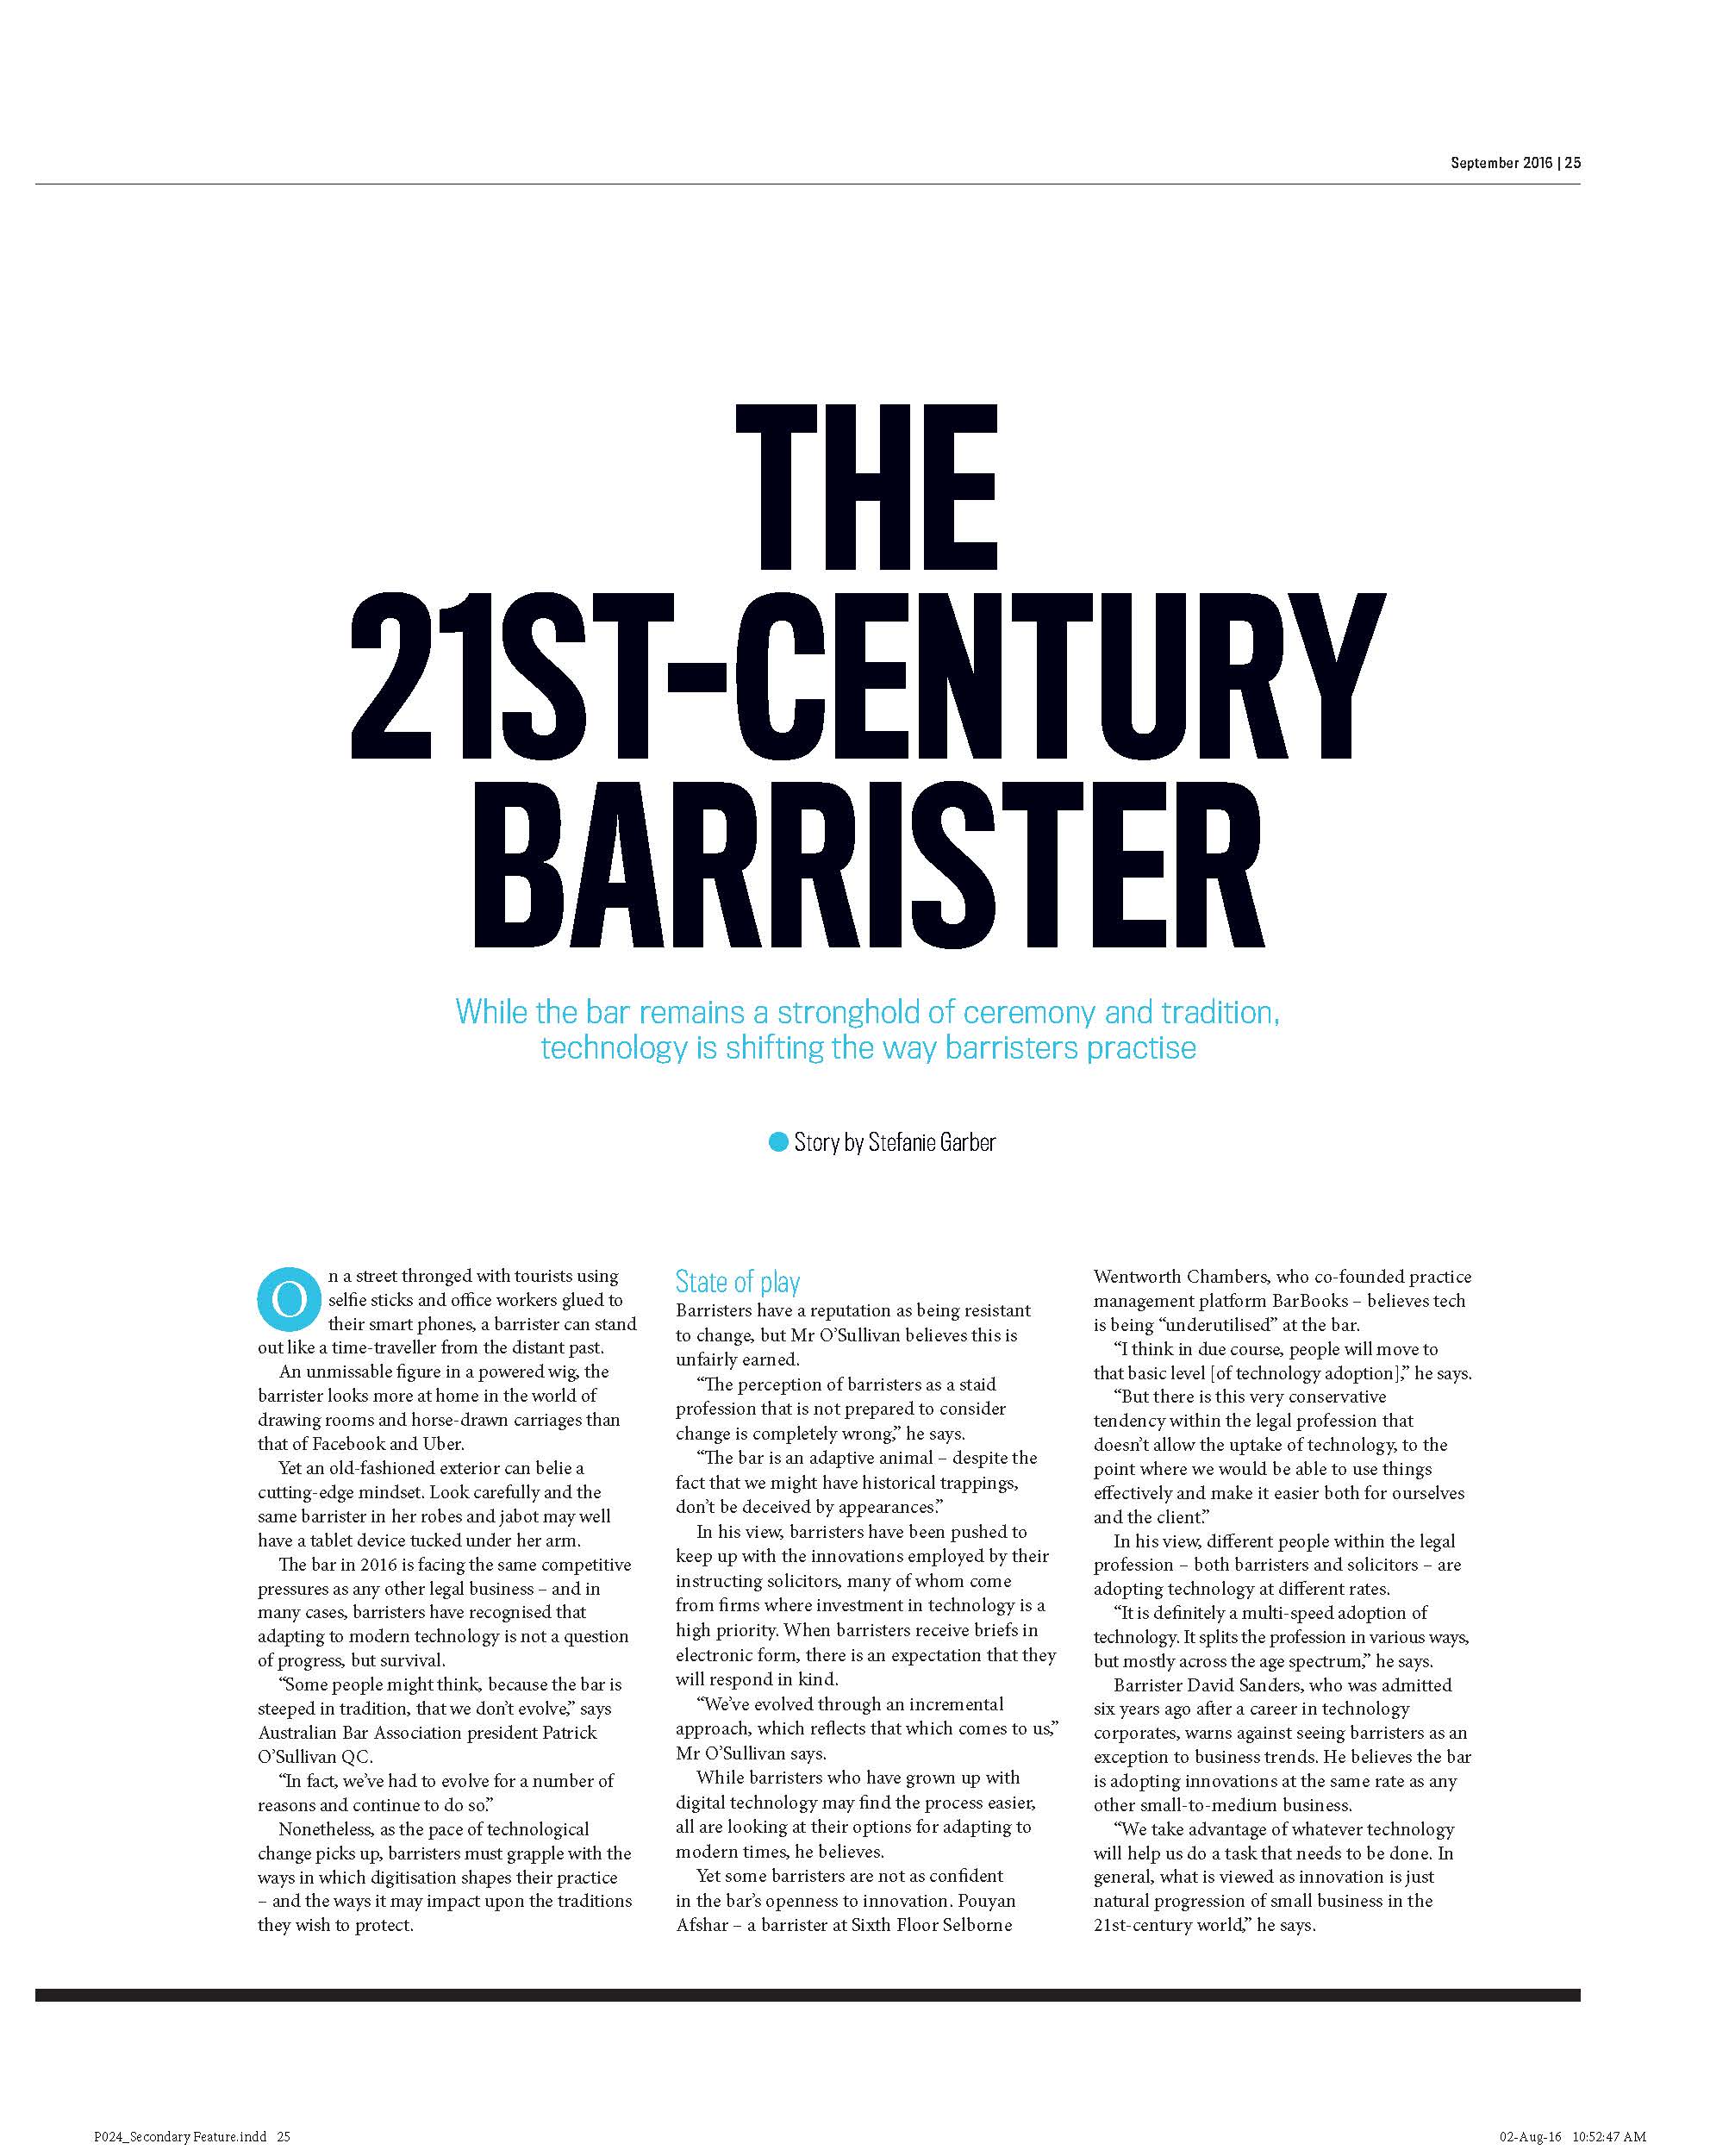 September 2016 | 25
THE
21ST-CENTURY
BARRISTER
While the bar remains a stronghold of ceremony and tradition,
technology is shifting the way barristers practise
Story by Stefanie Garber
On a street thronged with tourists using
selfie sticks and office workers glued to
their smart phones, a barrister can stand
out like a time-traveller from the distant past.
An unmissable figure in a powered wig, the
barrister looks more at home in the world of
drawing rooms and horse-drawn carriages than
that of Facebook and Uber.
Yet an old-fashioned exterior can belie a
cutting-edge mindset. Look carefully and the
same barrister in her robes and jabot may well
have a tablet device tucked under her arm.
The bar in 2016 is facing the same competitive
pressures as any other legal business – and in
many cases, barristers have recognised that
adapting to modern technology is not a question
of progress, but survival.
“Some people might think, because the bar is
steeped in tradition, that we don’t evolve,” says
Australian Bar Association president Patrick
O’Sullivan QC.
“In fact, we’ve had to evolve for a number of
reasons and continue to do so.”
Nonetheless, as the pace of technological
change picks up, barristers must grapple with the
ways in which digitisation shapes their practice
– and the ways it may impact upon the traditions
they wish to protect.
State of play
Barristers have a reputation as being resistant
to change, but Mr O’Sullivan believes this is
unfairly earned.
“The perception of barristers as a staid
profession that is not prepared to consider
change is completely wrong,” he says.
“The bar is an adaptive animal – despite the
fact that we might have historical trappings,
don’t be deceived by appearances.”
In his view, barristers have been pushed to
keep up with the innovations employed by their
instructing solicitors, many of whom come
from firms where investment in technology is a
high priority. When barristers receive briefs in
electronic form, there is an expectation that they
will respond in kind.
“We’ve evolved through an incremental
approach, which reflects that which comes to us,”
Mr O’Sullivan says.
While barristers who have grown up with
digital technology may find the process easier,
all are looking at their options for adapting to
modern times, he believes.
Yet some barristers are not as confident
in the bar’s openness to innovation. Pouyan
Afshar – a barrister at Sixth Floor Selborne
Wentworth Chambers, who co-founded practice
management platform BarBooks – believes tech
is being “underutilised” at the bar.
“I think in due course, people will move to
that basic level [of technology adoption],” he says.
“But there is this very conservative
tendency within the legal profession that
doesn’t allow the uptake of technology, to the
point where we would be able to use things
effectively and make it easier both for ourselves
and the client.”
In his view, different people within the legal
profession – both barristers and solicitors – are
adopting technology at different rates.
“It is definitely a multi-speed adoption of
technology. It splits the profession in various ways,
but mostly across the age spectrum,” he says.
Barrister David Sanders, who was admitted
six years ago after a career in technology
corporates, warns against seeing barristers as an
exception to business trends. He believes the bar
is adopting innovations at the same rate as any
other small-to-medium business.
“We take advantage of whatever technology
will help us do a task that needs to be done. In
general, what is viewed as innovation is just
natural progression of small business in the
21st-century world,” he says.
P024_Secondary Feature.indd 25
02-Aug-16 10:52:47 AM